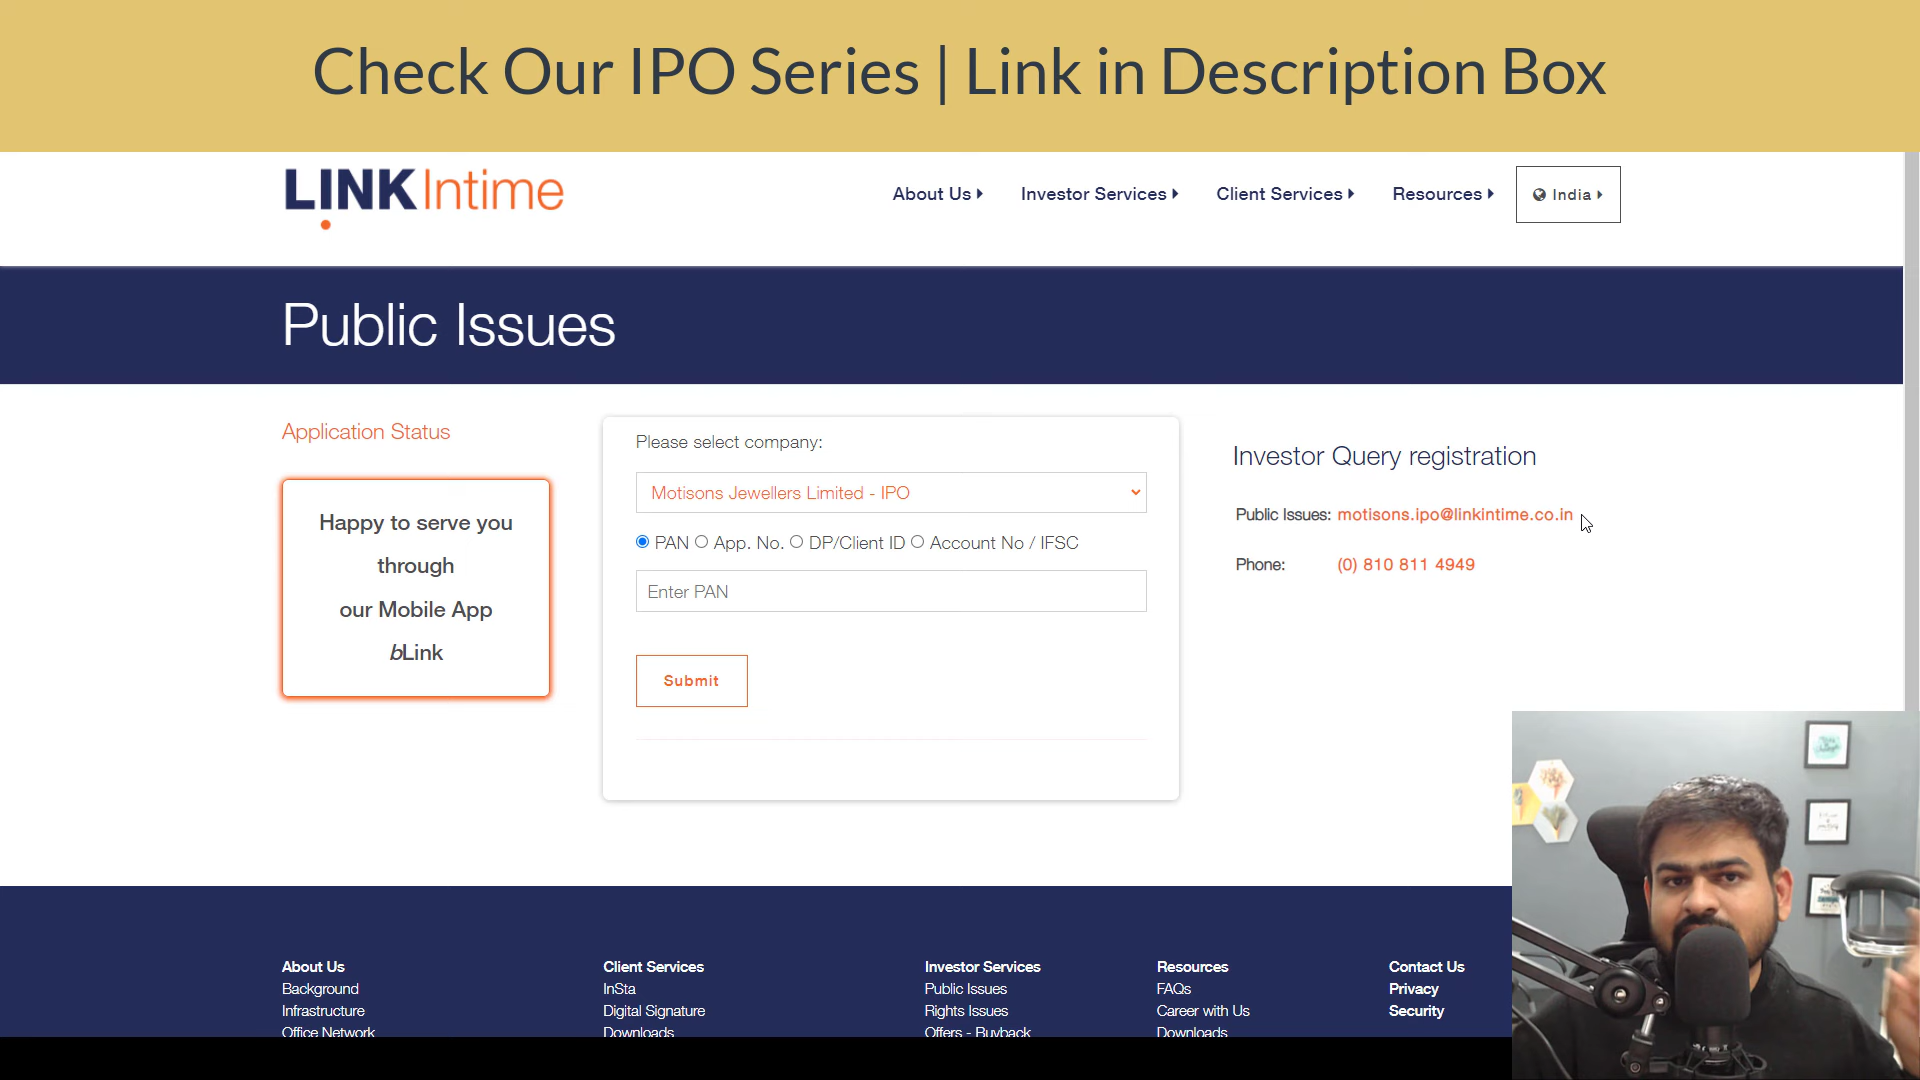 Check Our IPO Series | Link in Description Box
LINK Intime
About Us
Investor Services
Client Services
Resources
India
Public Issues
Application Status
Happy to serve you
through
our Mobile App
bLink
Please select company:
Motisons Jewellers Limited - IPO
PAN App. No. DP/Client ID Account No / IFSC
Enter PAN
Submit
Investor Query registration
Public Issues: motisons.ipo@linkintime.co.in
Phone: (0) 810 811 4949
About Us
Background
Infrastructure
Office Network
Client Services
InSta
Digital Signature
Downloads
Investor Services
Public Issues
Rights Issues
Offers - Buyback
Resources
FAQs
Career with Us
Downloads
Contact Us
Privacy
Security